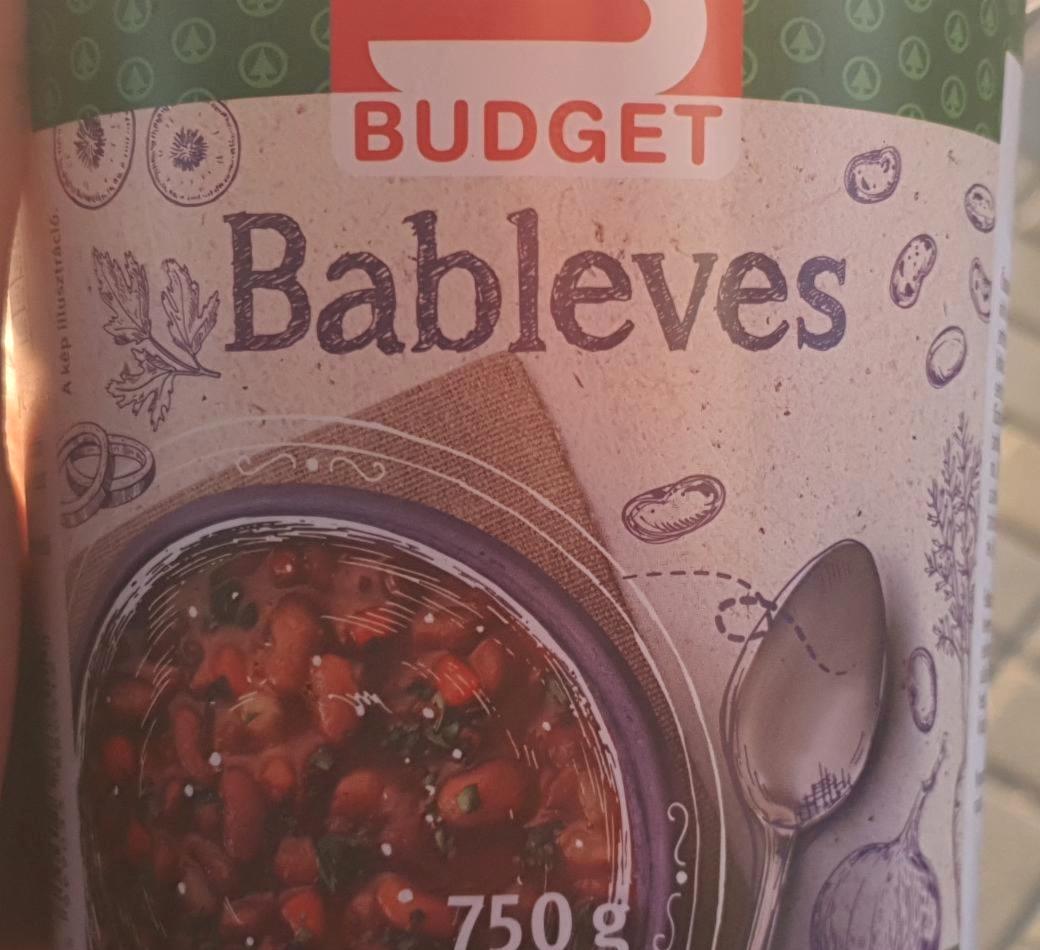 BUDGET
Bableves
A kép illusztráció.
750 g